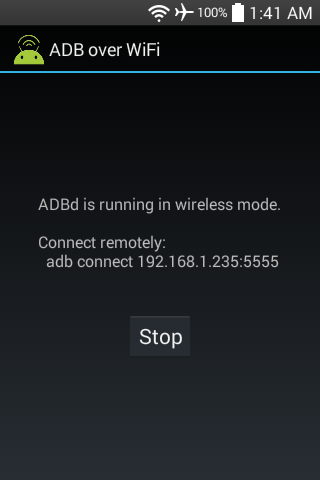 100% 1:41 AM
ADB over WiFi
ADBd is running in wireless mode.
Connect remotely:
adb connect 192.168.1.235:5555
Stop